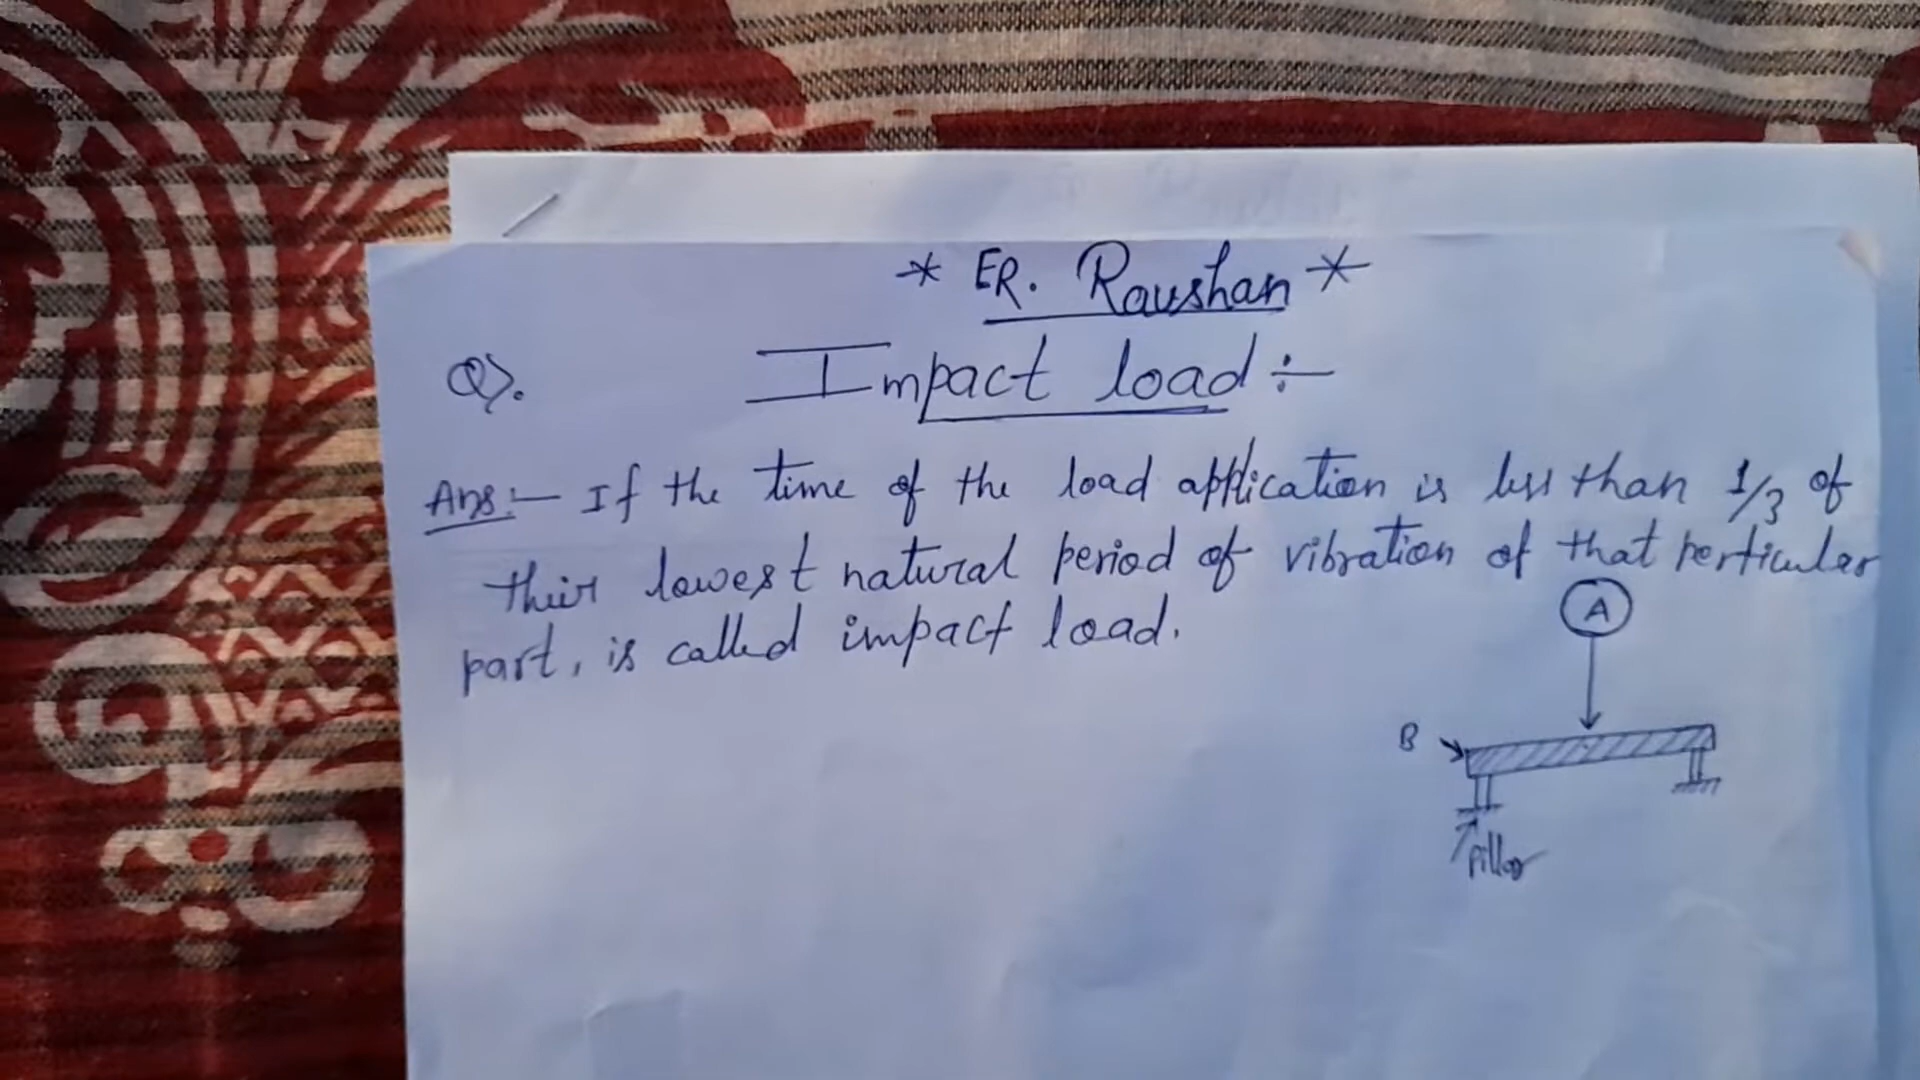 * ER. Raushan *
Q>. Impact load :-
Ans:- If the time of the load application is less than 1/3 of
their lowest natural period of vibration of that perticular
part, is called impact load.
A
B
Pillar